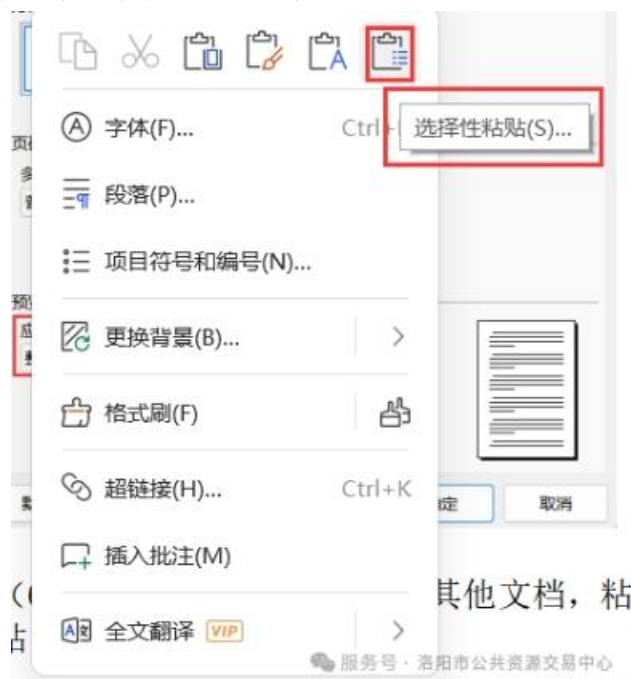 字体(F)...
Ctrl+
选择性粘贴(S)...
段落(P)...
项目符号和编号(N)...
更换背景(B)...
格式刷(F)
超链接(H)... Ctrl+K
取消
插入批注(M)
其他文档，粘
全文翻译 VIP
服务号 · 洛阳市公共资源交易中心